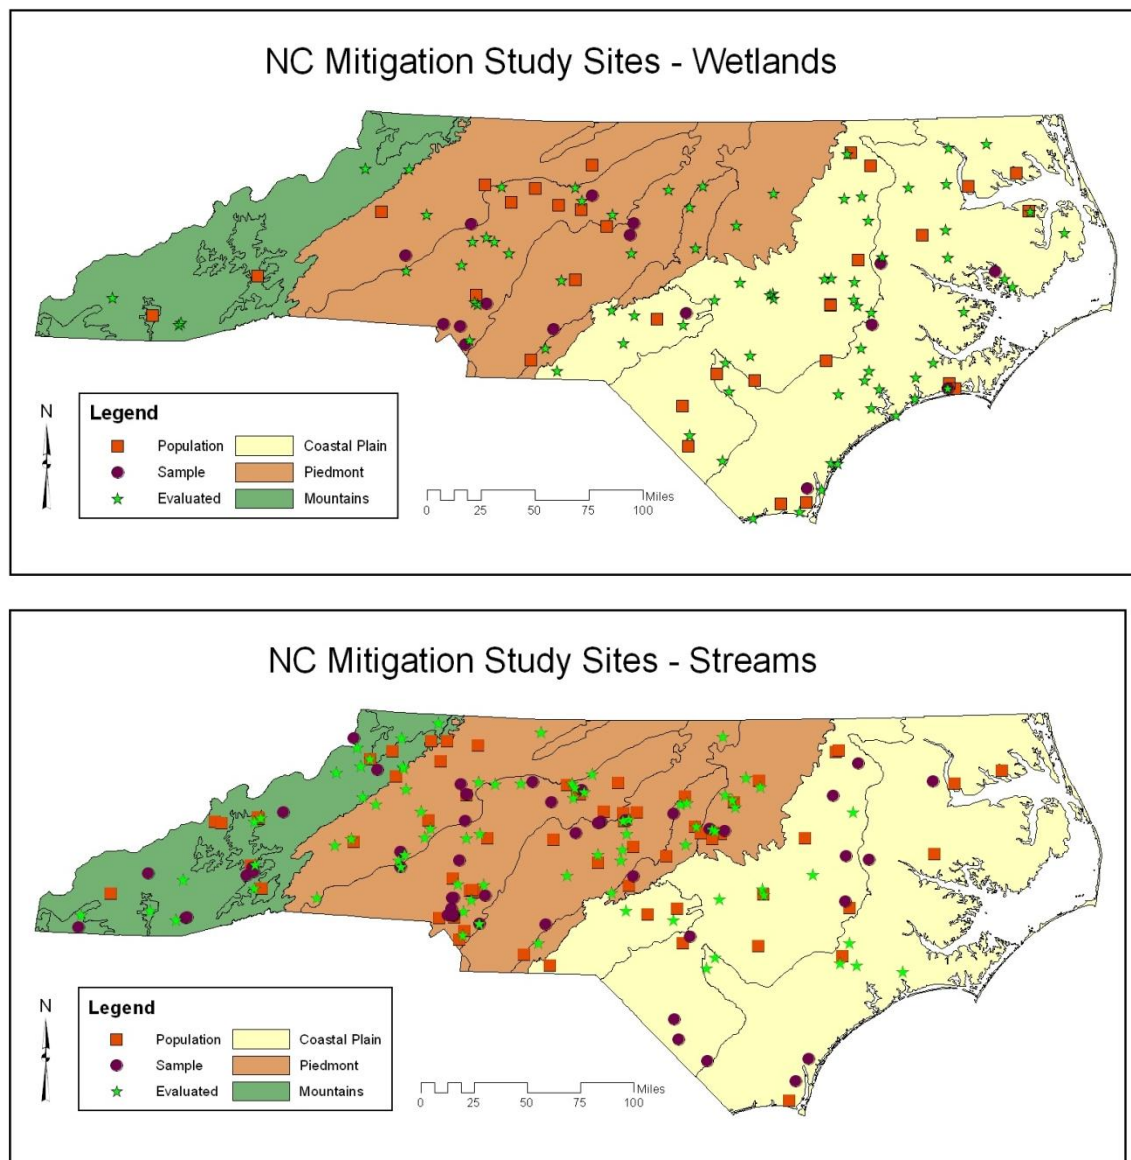 NC Mitigation Study Sites - Wetlands
N
Legend
Population Coastal Plain
Sample Piedmont
Evaluated Mountains
Miles
0 25 50 75 100
NC Mitigation Study Sites - Streams
N
Legend
Population Coastal Plain
Sample Piedmont
Evaluated Mountains
Miles
0 25 50 75 100